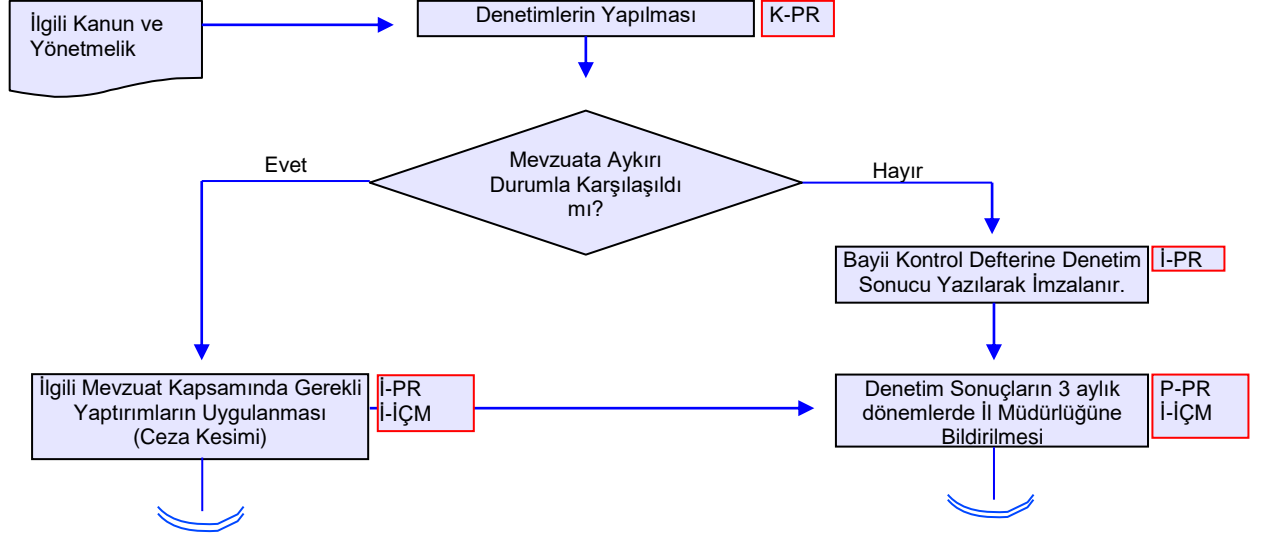 İlgili Kanun ve
Yönetmelik
Denetimlerin Yapılması
K-PR
Mevzuata Aykırı
Durumla Karşılaşıldı
mı?
Evet
Hayır
Bayii Kontrol Defterine Denetim
Sonucu Yazılarak İmzalanır.
İ-PR
İlgili Mevzuat Kapsamında Gerekli
Yaptırımların Uygulanması
(Ceza Kesimi)
İ-PR
İ-İÇM
Denetim Sonuçların 3 aylık
dönemlerde İl Müdürlüğüne
Bildirilmesi
P-PR
İ-İÇM